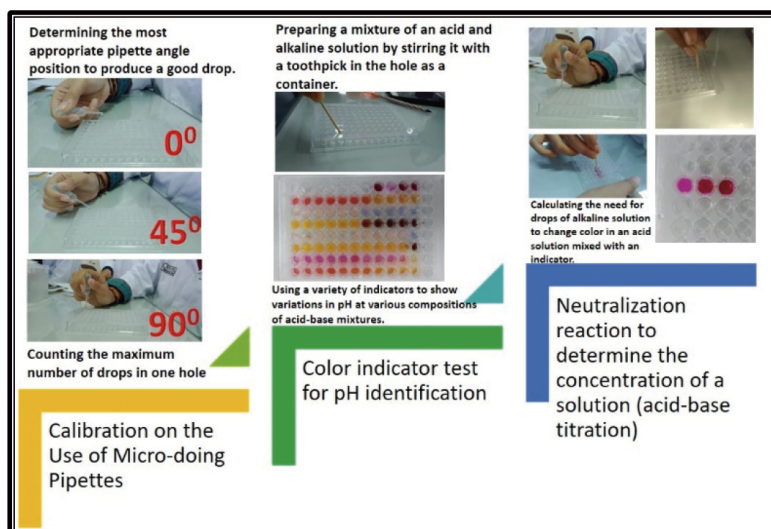 Determining the most
appropriate pipette angle
position to produce a good drop.
0⁰
45⁰
90⁰
Counting the maximum
number of drops in one hole
Calibration on the
Use of Micro-doing
Pipettes
Preparing a mixture of an acid and
alkaline solution by stirring it with
a toothpick in the hole as a
container.
Using a variety of indicators to show
variations in pH at various compositions
of acid-base mixtures.
Color indicator test
for pH identification
Calculating the need for
drops of alkaline solution
to change color in an acid
solution mixed with an
indicator.
Neutralization
reaction to
determine the
concentration of a
solution (acid-base
titration)